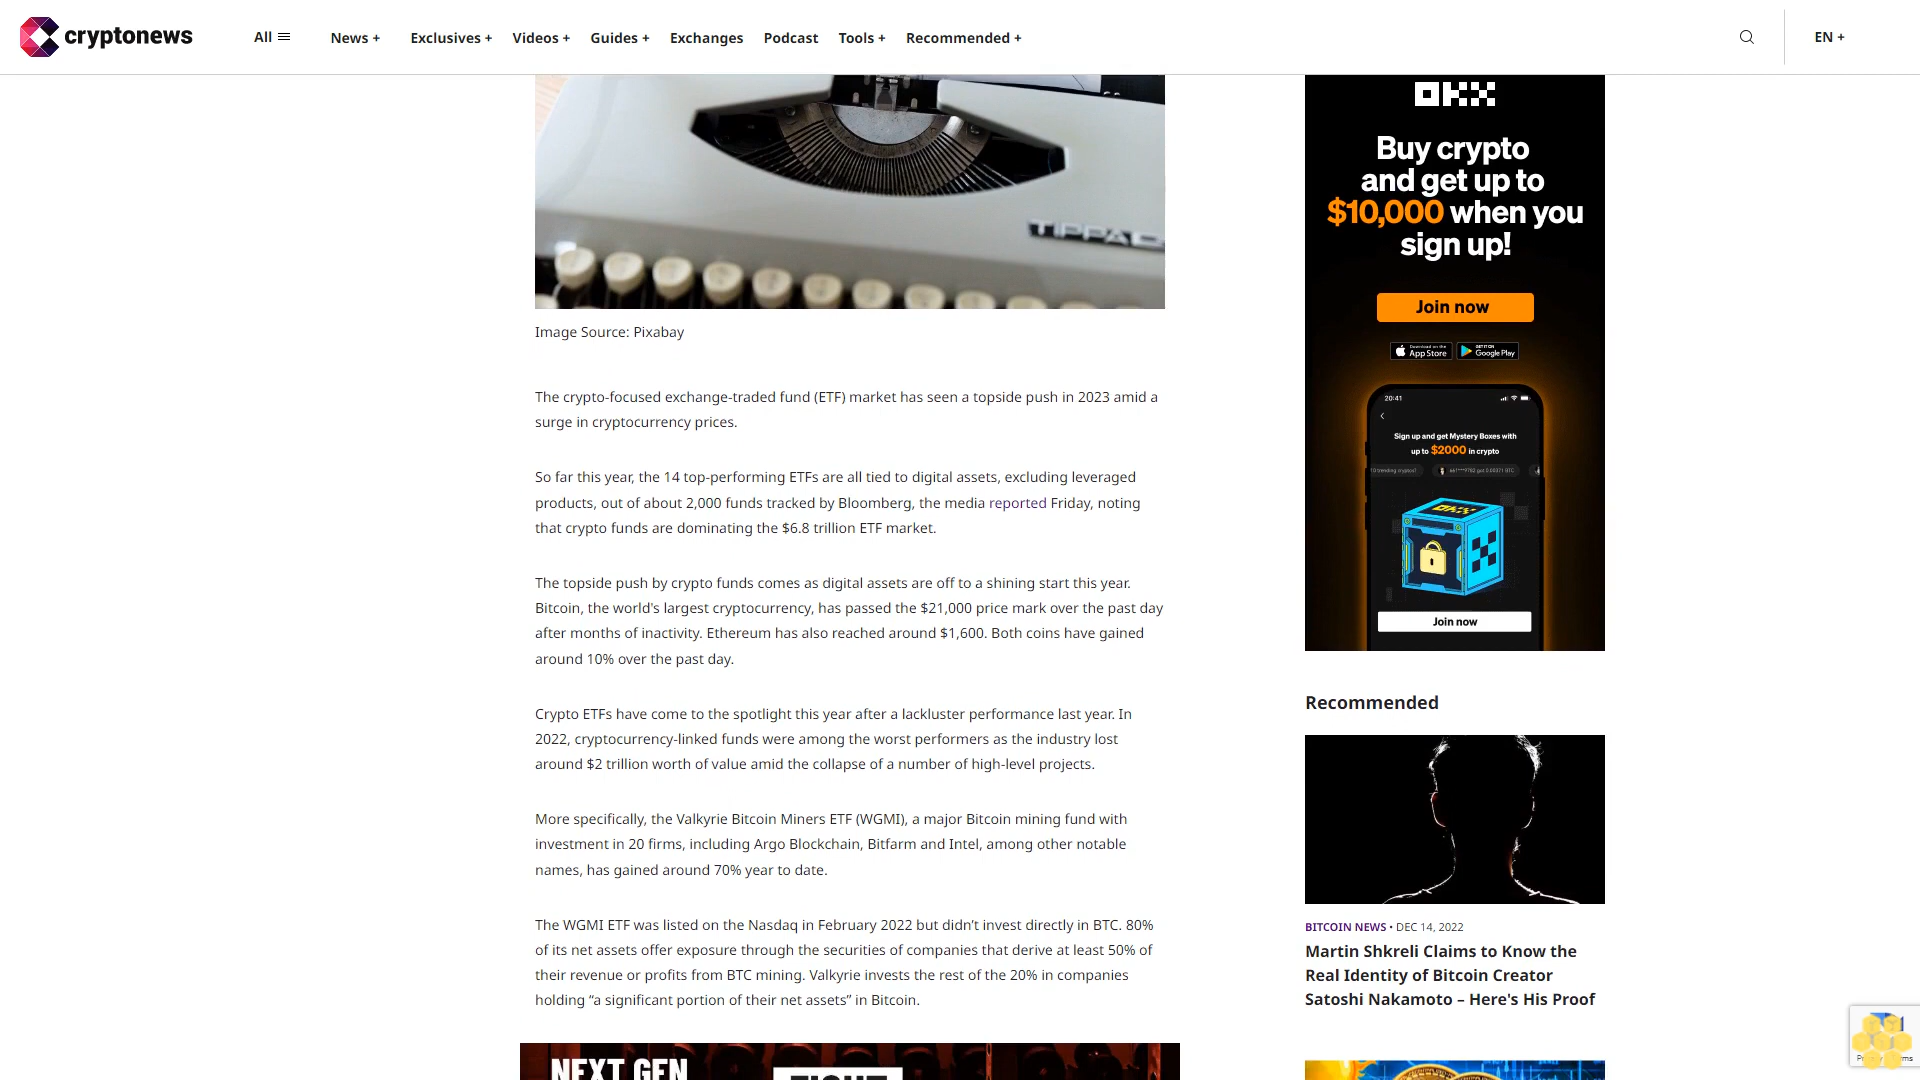 cryptonews
All
News +
Exclusives +
Videos +
Guides +
Exchanges
Podcast
Tools +
Recommended +
EN +
TIPPA
Image Source: Pixabay
The crypto-focused exchange-traded fund (ETF) market has seen a topside push in 2023 amid a
surge in cryptocurrency prices.
So far this year, the 14 top-performing ETFs are all tied to digital assets, excluding leveraged
products, out of about 2,000 funds tracked by Bloomberg, the media reported Friday, noting
that crypto funds are dominating the $6.8 trillion ETF market.
The topside push by crypto funds comes as digital assets are off to a shining start this year.
Bitcoin, the world's largest cryptocurrency, has passed the $21,000 price mark over the past day
after months of inactivity. Ethereum has also reached around $1,600. Both coins have gained
around 10% over the past day.
Crypto ETFs have come to the spotlight this year after a lackluster performance last year. In
2022, cryptocurrency-linked funds were among the worst performers as the industry lost
around $2 trillion worth of value amid the collapse of a number of high-level projects.
More specifically, the Valkyrie Bitcoin Miners ETF (WGMI), a major Bitcoin mining fund with
investment in 20 firms, including Argo Blockchain, Bitfarm and Intel, among other notable
names, has gained around 70% year to date.
The WGMI ETF was listed on the Nasdaq in February 2022 but didn’t invest directly in BTC. 80%
of its net assets offer exposure through the securities of companies that derive at least 50% of
their revenue or profits from BTC mining. Valkyrie invests the rest of the 20% in companies
holding “a significant portion of their net assets” in Bitcoin.
NEXT GEN
OKX
Buy crypto
and get up to
$10,000 when you
sign up!
Join now
Download on the
App Store
GET IT ON
Google Play
20:41
Sign up and get Mystery Boxes with
up to $2000 in crypto
OKX
Join now
Recommended
BITCOIN NEWS • DEC 14, 2022
Martin Shkreli Claims to Know the
Real Identity of Bitcoin Creator
Satoshi Nakamoto – Here's His Proof